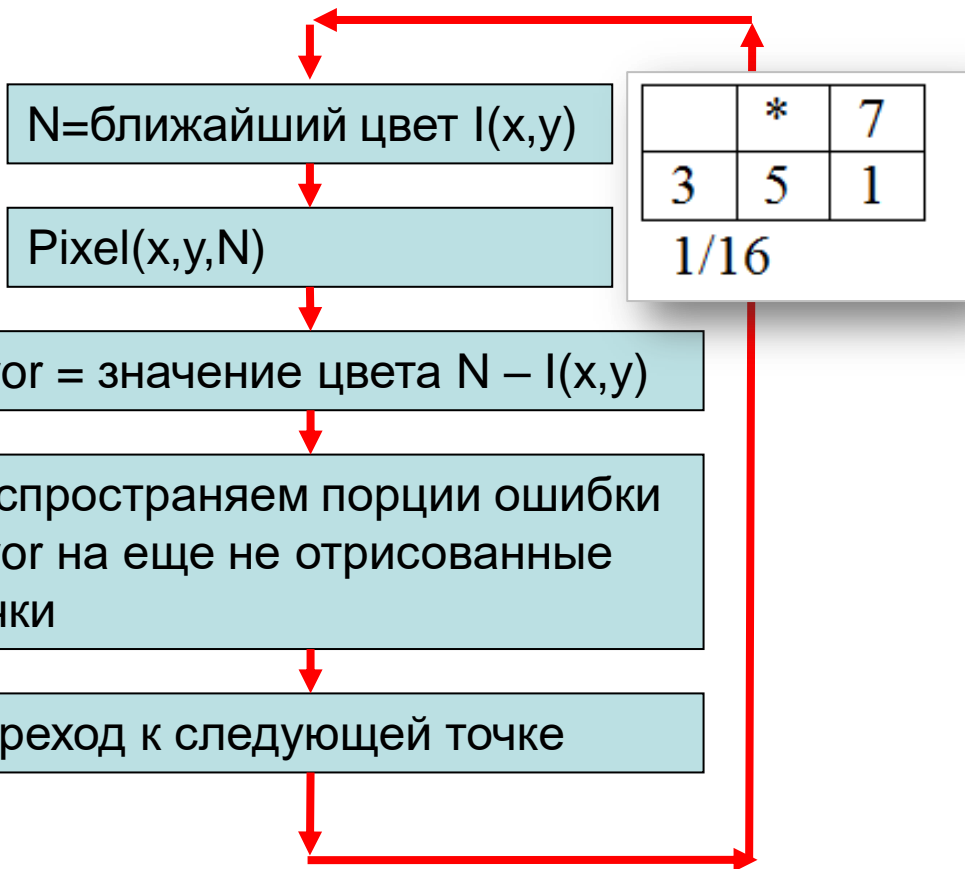 N=ближайший цвет I(x,y)
* 7
3 5 1
1/16
Pixel(x,y,N)
or = значение цвета N – I(x,y)
спространяем порции ошибки
or на еще не отрисованные
чки
реход к следующей точке